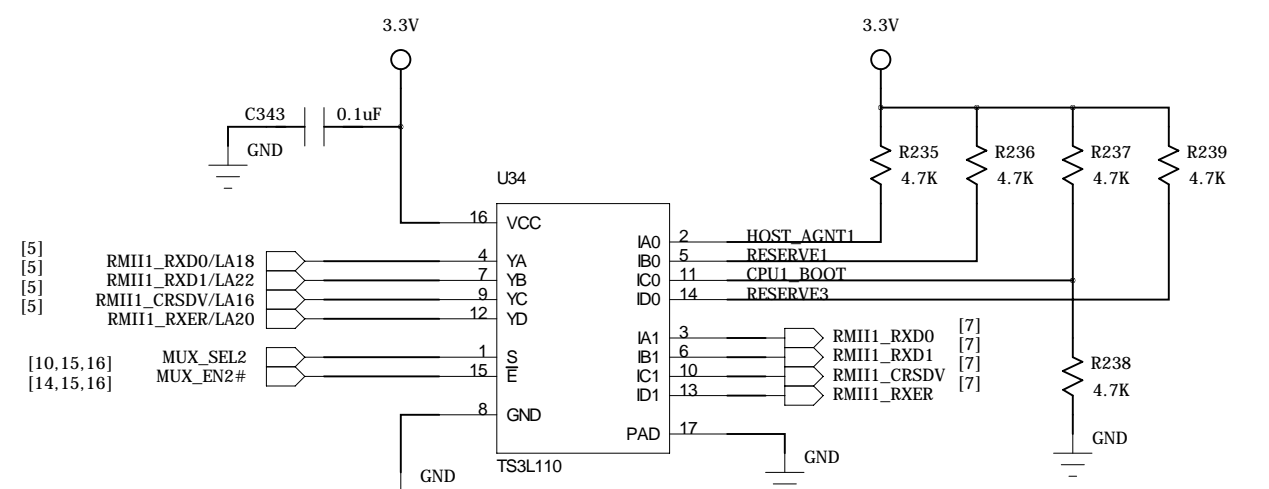 3.3V
3.3V
C343
0.1uF
GND
R235
4.7K
R236
4.7K
R237
4.7K
R239
4.7K
U34
16
VCC
[5]
[5]
[5]
[5]
RMII1_RXD0/LA18
4
YA
RMII1_RXD1/LA22
7
YB
RMII1_CRSDV/LA16
9
YC
RMII1_RXER/LA20
12
YD
IA0
2
HOST_AGNT1
IB0
5
RESERVE1
IC0
11
CPU1_BOOT
ID0
14
RESERVE3
[10,15,16]
MUX_SEL2
1
S
[14,15,16]
MUX_EN2#
15
E
IA1
3
RMII1_RXD0
[7]
IB1
6
RMII1_RXD1
[7]
IC1
10
RMII1_CRSDV
[7]
ID1
13
RMII1_RXER
[7]
R238
4.7K
GND
8
GND
PAD
17
GND
GND
TS3L110